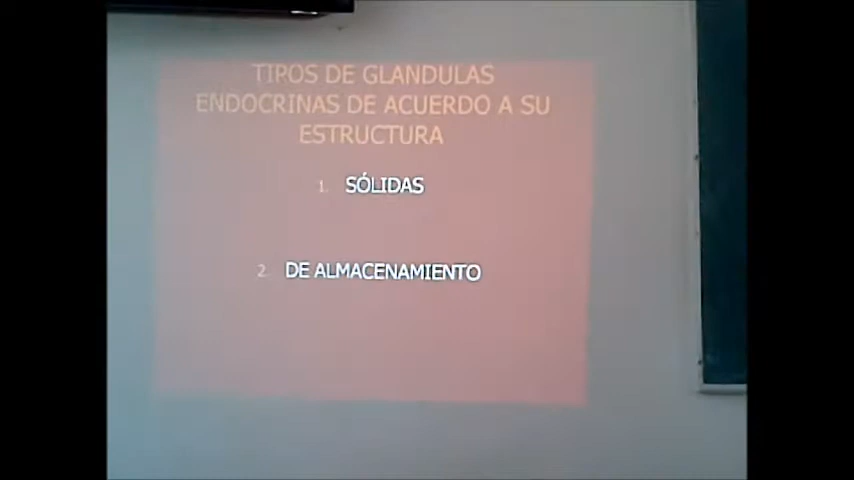 TIPOS DE GLANDULAS
ENDOCRINAS DE ACUERDO A SU
ESTRUCTURA
1. SÓLIDAS
2. DE ALMACENAMIENTO